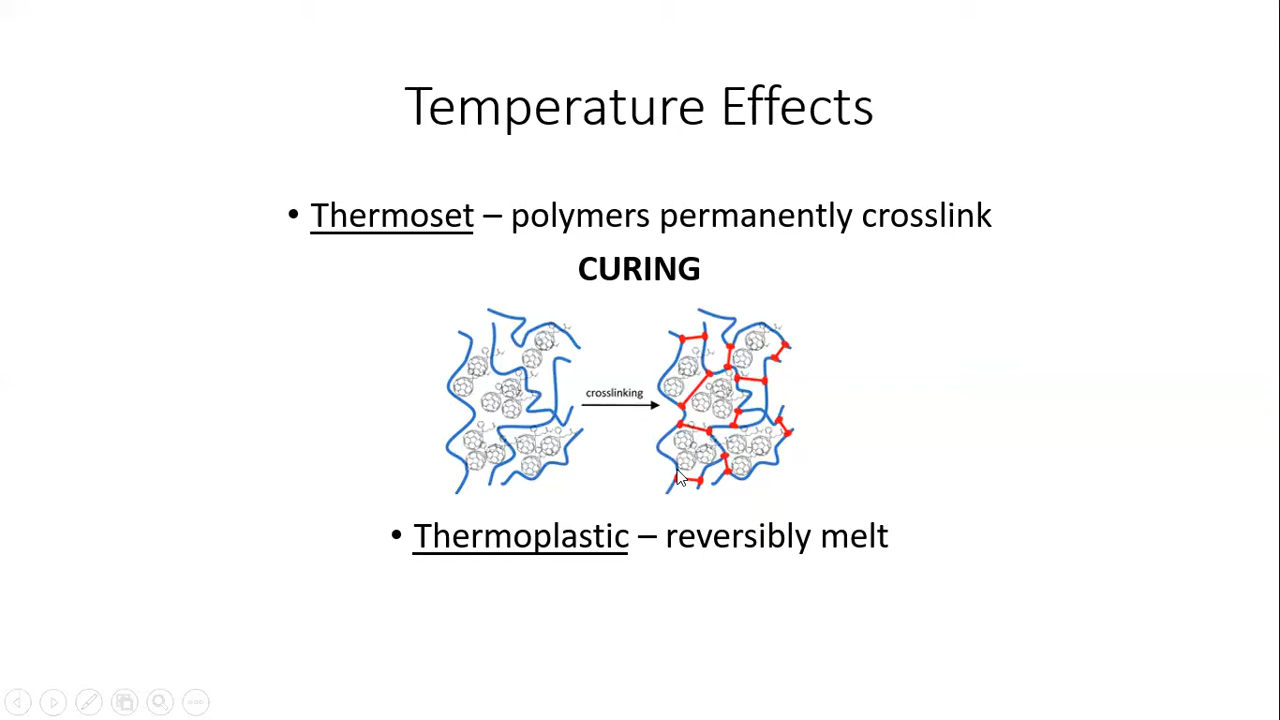 Temperature Effects
• Thermoset – polymers permanently crosslink
CURING
crosslinking
• Thermoplastic – reversibly melt